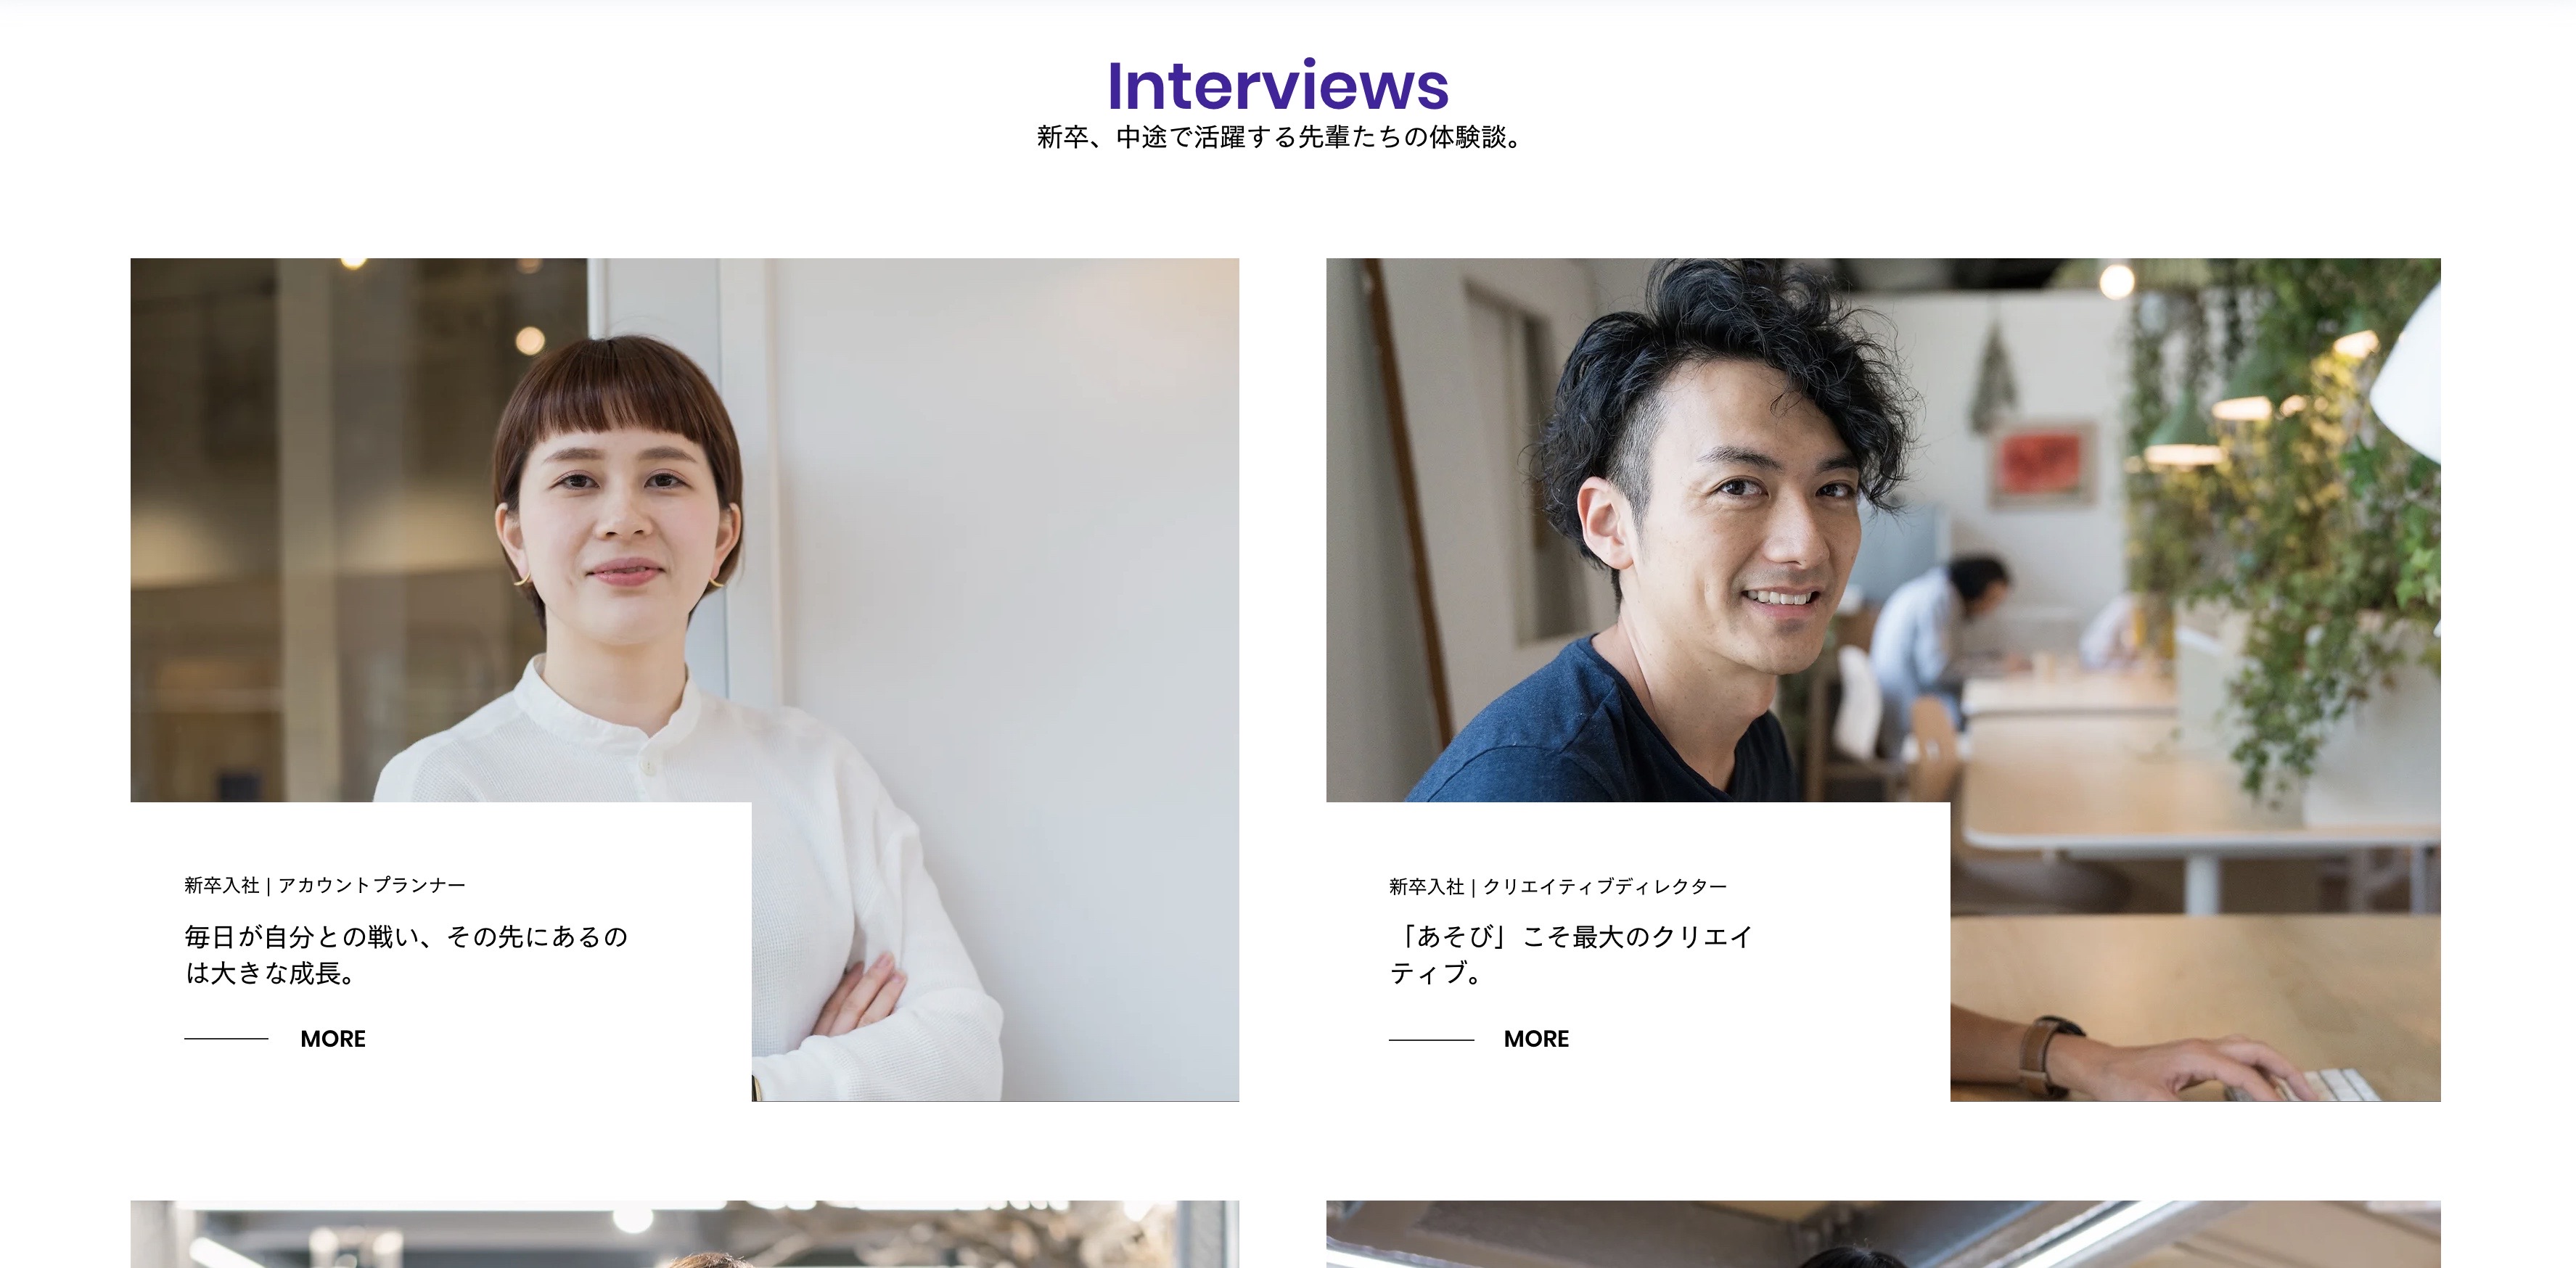 Interviews
新卒、中途で活躍する先輩たちの体験談。
新卒入社 | アカウントプランナー
毎日が自分との戦い、その先にあるの
は大きな成長。
MORE
新卒入社 | クリエイティブディレクター
「あそび」こそ最大のクリエイ
ティブ。
MORE